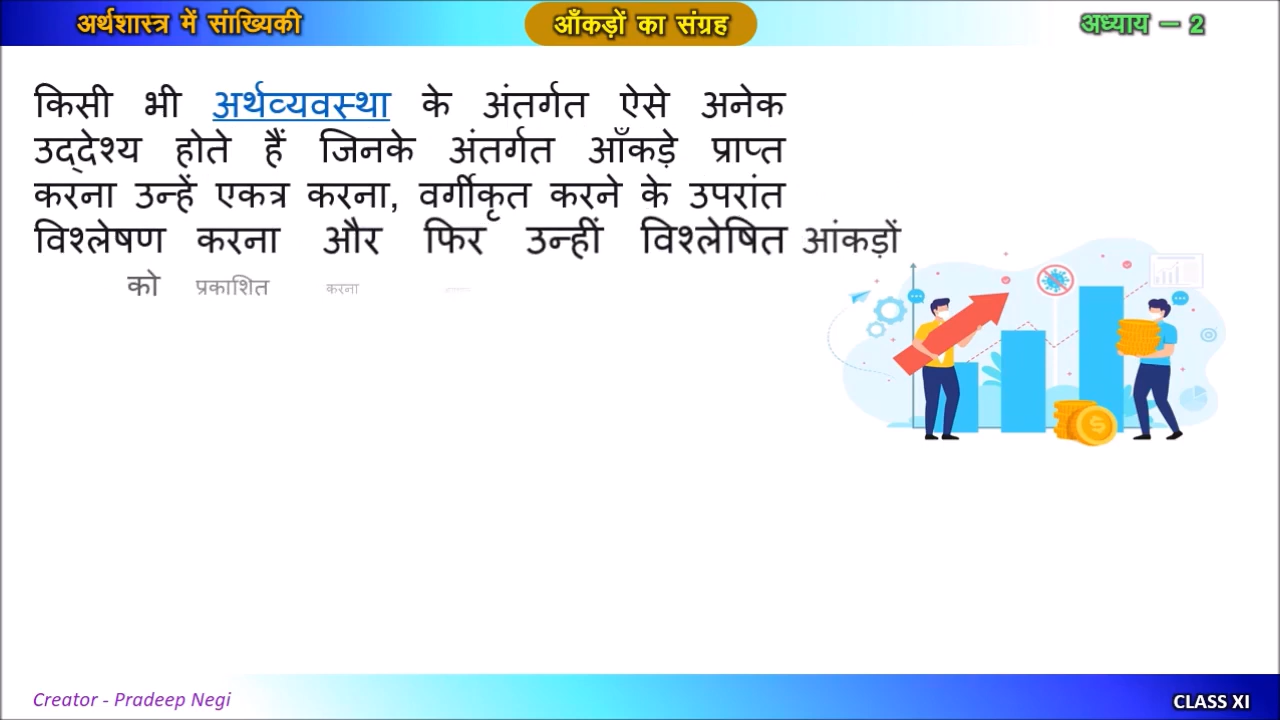 अर्थशास्त्र में सांख्यिकी
आँकड़ों का संग्रह
अध्याय – 2
किसी भी अर्थव्यवस्था के अंतर्गत ऐसे अनेक
उद्देश्य होते हैं जिनके अंतर्गत आँकड़े प्राप्त
करना उन्हें एकत्र करना, वर्गीकृत करने के उपरांत
विश्लेषण करना और फिर उन्हीं विश्लेषित आंकड़ों
को प्रकाशित करना
Creator - Pradeep Negi
CLASS XI